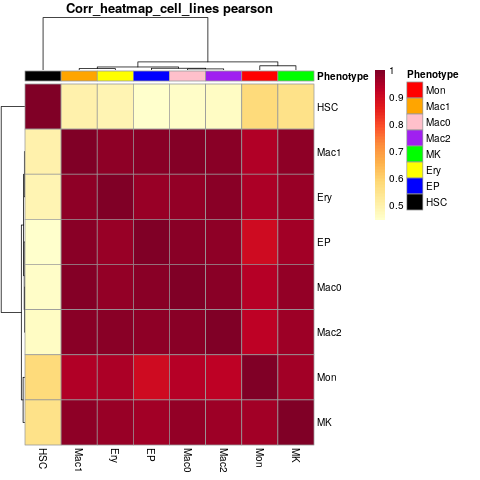 Corr_heatmap_cell_lines pearson
Phenotype
HSC
Mac1
Ery
EP
Mac0
Mac2
Mon
MK
HSC
Mac1
Ery
EP
Mac0
Mac2
Mon
MK
1
0.9
0.8
0.7
0.6
0.5
Phenotype
Mon
Mac1
Mac0
Mac2
MK
Ery
EP
HSC